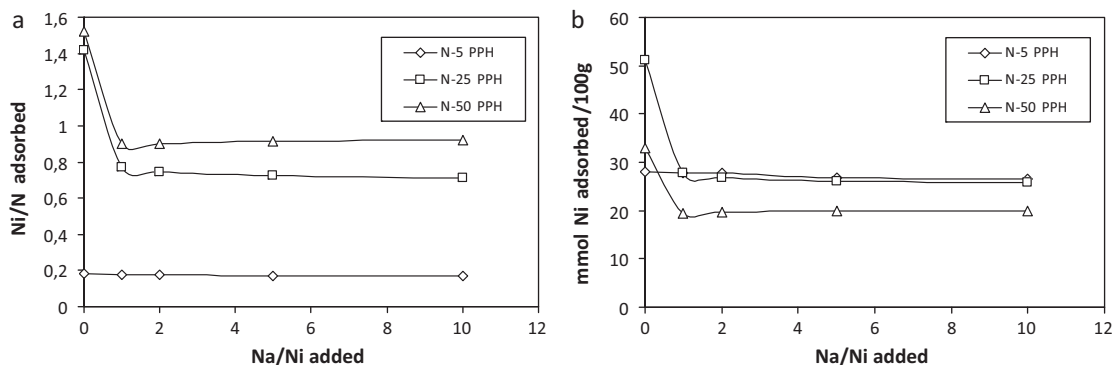 a
1,6
1,4
1,2
1
0,8
0,6
0,4
0,2
0
Ni/N adsorbed
0 2 4 6 8 10 12
Na/Ni added
N-5 PPH
N-25 PPH
N-50 PPH
b
60
50
40
30
20
10
0
mmol Ni adsorbed /100g
0 2 4 6 8 10 12
Na/Ni added
N-5 PPH
N-25 PPH
N-50 PPH